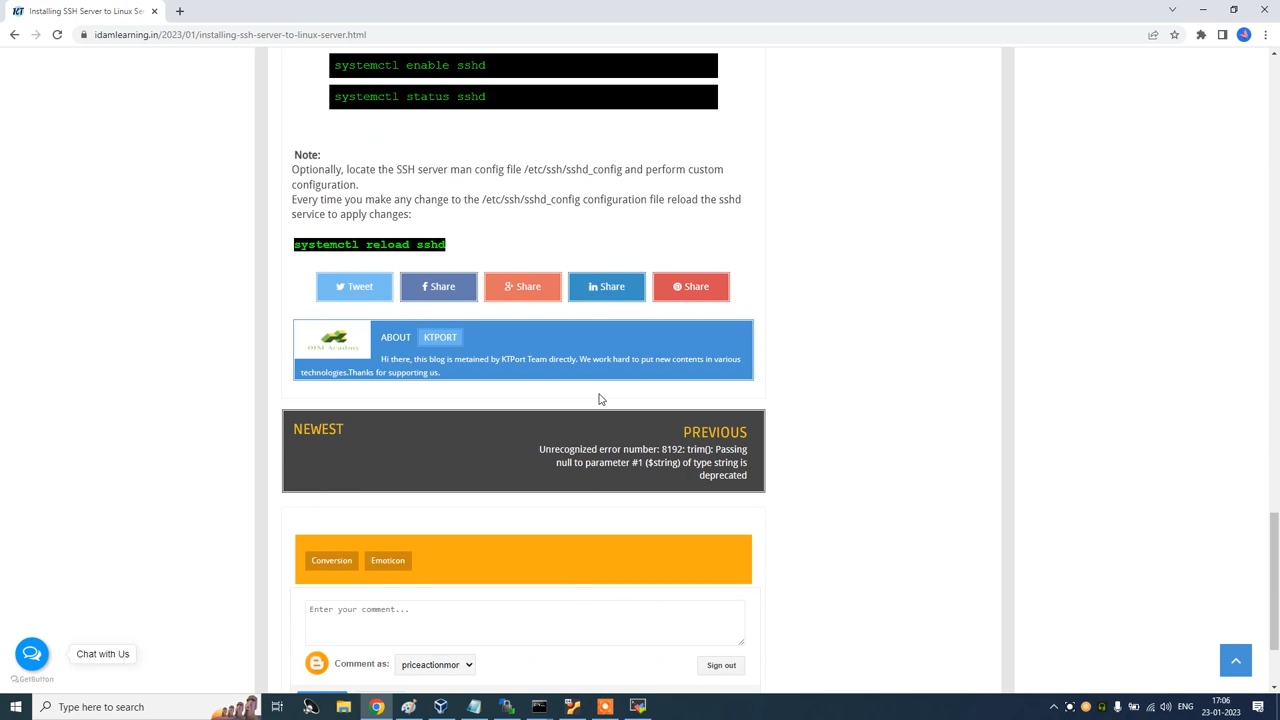 Installing SSH Server to Linux Serv
idamlearning.in/2023/01/installing-ssh-server-to-linux-server.html
systemctl enable sshd
systemctl status sshd
Note:
Optionally, locate the SSH server man config file /etc/ssh/sshd_config and perform custom
configuration.
Every time you make any change to the /etc/ssh/sshd_config configuration file reload the sshd
service to apply changes:
systemctl reload sshd
Tweet
Share
Share
Share
Share
ABOUT KTPORT
Hi there, this blog is metained by KTPort Team directly. We work hard to put new contents in various
technologies.Thanks for supporting us.
NEWEST
PREVIOUS
Unrecognized error number: 8192: trim(): Passing
null to parameter #1 ($string) of type string is
deprecated
Conversion
Emoticon
Enter your comment...
Comment as: priceactionmor
Sign out
Chat with Us
GetButton
Type here to search
ENG
17:06
23-01-2023